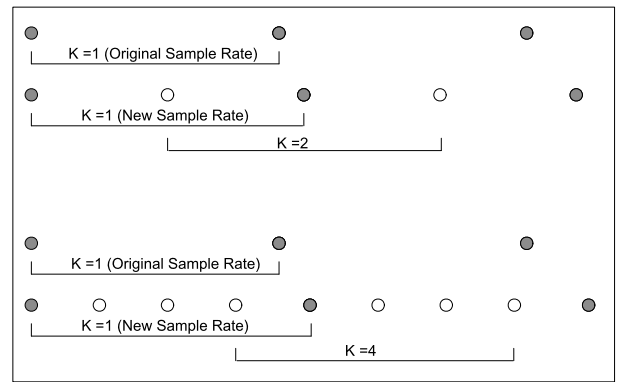 K =1 (Original Sample Rate)
K =1 (New Sample Rate)
K =2
K =1 (Original Sample Rate)
K =1 (New Sample Rate)
K =4